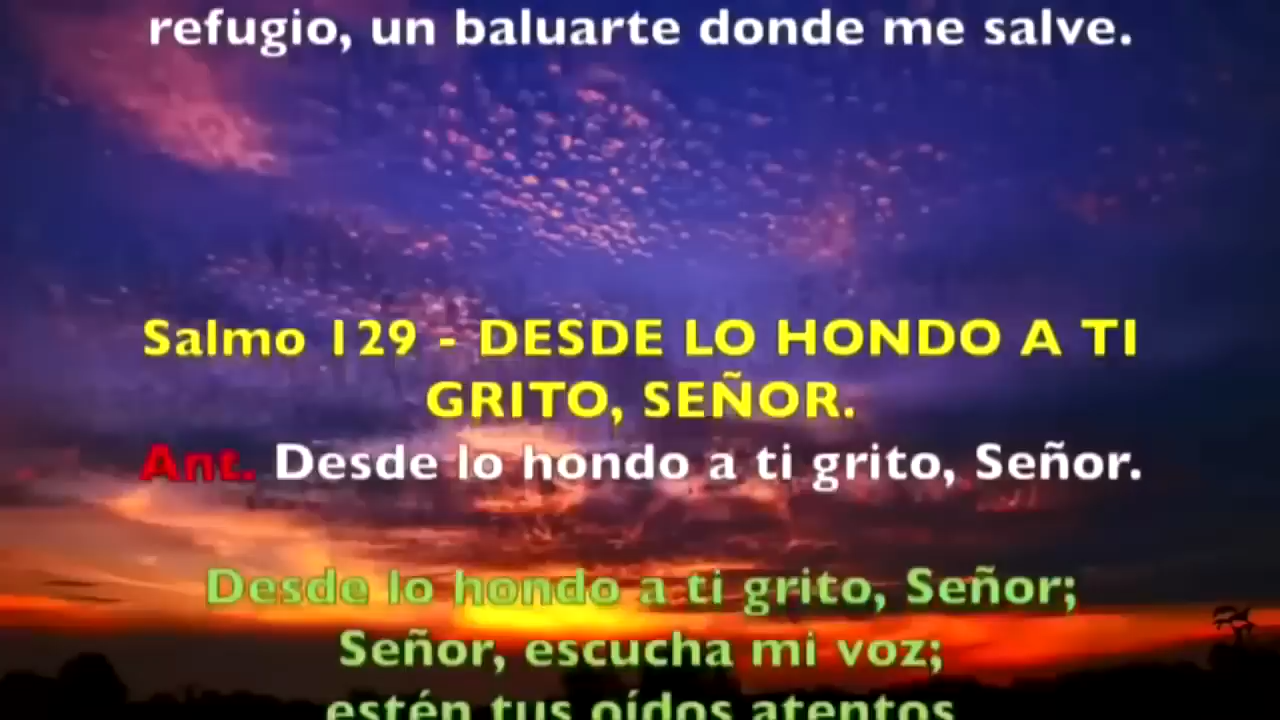 refugio, un baluarte donde me salve.
Salmo 129 - DESDE LO HONDO A TI
GRITO, SEÑOR.
Ant. Desde lo hondo a ti grito, Señor.
Desde lo hondo a ti grito, Señor;
Señor, escucha mi voz;
estén tus oídos atentos